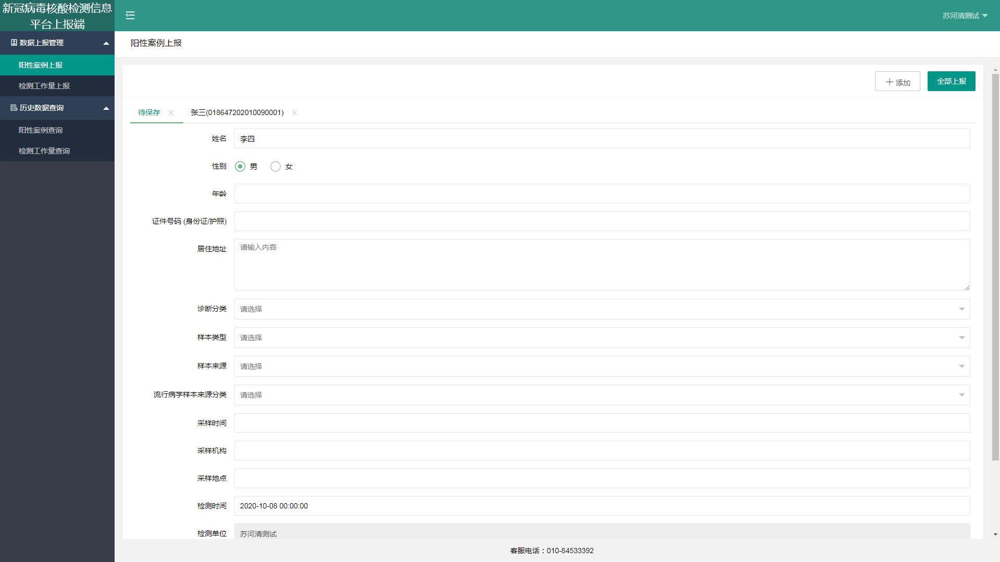 新冠病毒核酸检测信息
平台上报端
苏河清测试
数据上报管理
阳性案例上报
检测工作量上报
历史数据查询
阳性案例查询
检测工作量查询
阳性案例上报
添加
全部上报
待保存
张三(018647202010090001)
姓名 李四
性别 男 女
年龄
证件号码 (身份证/护照)
居住地址 请输入内容
诊断分类 请选择
样本类型 请选择
样本来源 请选择
流行病学样本来源分类 请选择
采样时间
采样机构
采样地点
检测时间 2020-10-08 00:00:00
检测单位 苏河清测试
客服电话：010-84533392